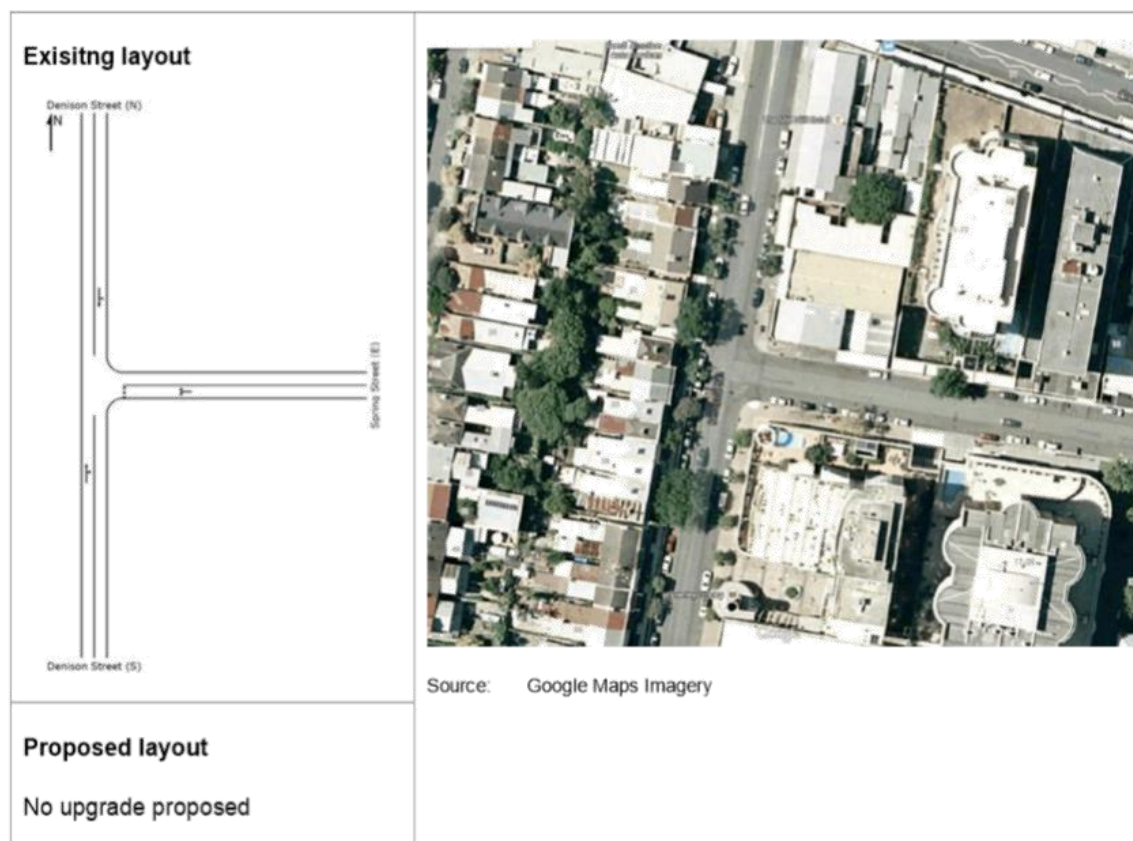 Exisitng layout
Denison Street (N)
N
Spring Street (E)
Denison Street (S)
Source: Google Maps Imagery
Proposed layout
No upgrade proposed